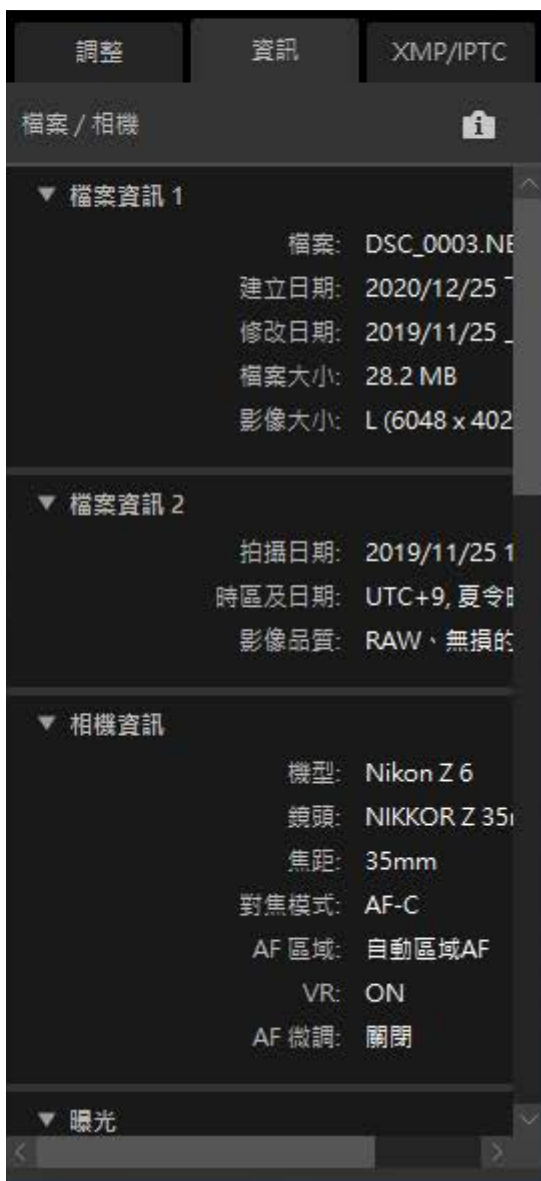 調整 資訊 XMP/IPTC
檔案 / 相機
▼ 檔案資訊 1
檔案: DSC_0003.NE
建立日期: 2020/12/25
修改日期: 2019/11/25
檔案大小: 28.2 MB
影像大小: L (6048 x 402
▼ 檔案資訊 2
拍攝日期: 2019/11/25 1
時區及日期: UTC+9, 夏令
影像品質: RAW、無損的
▼ 相機資訊
機型: Nikon Z 6
鏡頭: NIKKOR Z 35
焦距: 35mm
對焦模式: AF-C
AF 區域: 自動區域AF
VR: ON
AF 微調: 關閉
▼ 曝光